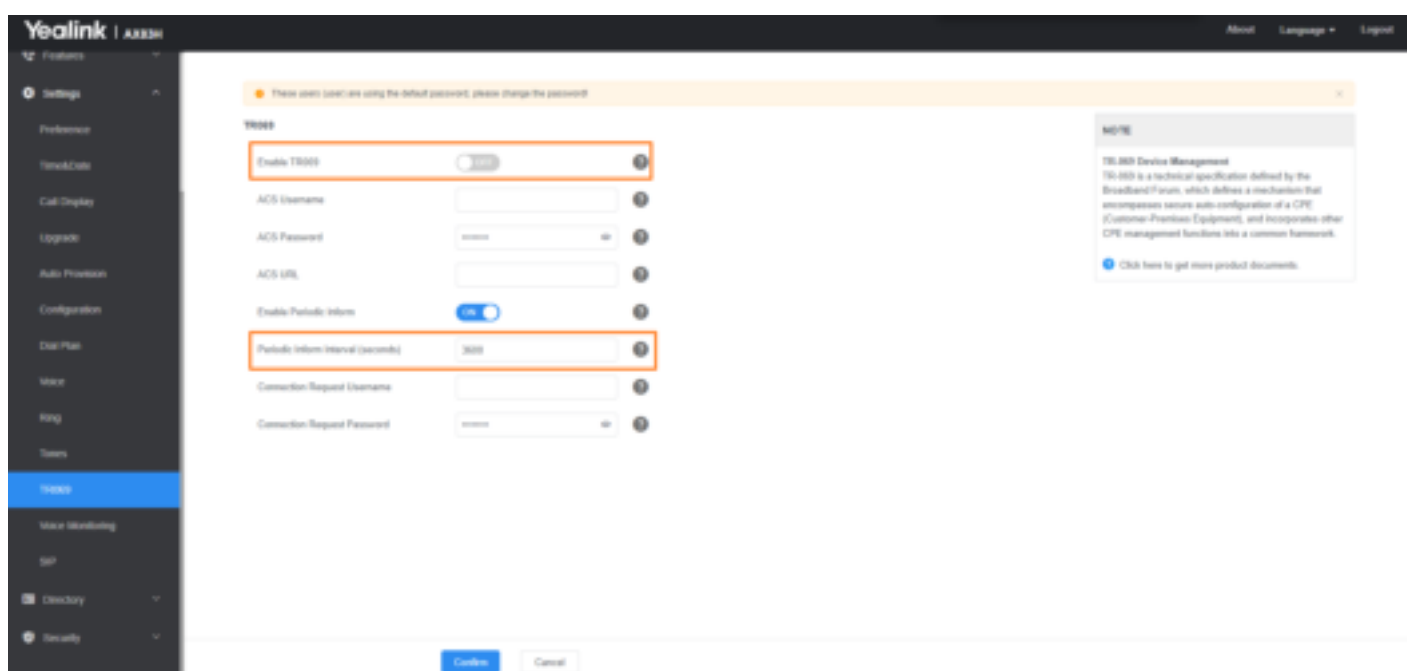 Yealink | AX83H
About Language Logout
Features
Settings
Preference
Time&Date
Call Display
Upgrade
Auto Provision
Configuration
Dial Plan
Voice
Ring
Tones
TR069
Voice Monitoring
SIP
Directory
Security
These users (user) are using the default password, please change the password!
TR069
Enable TR069 OFF
ACS Username
ACS Password
ACS URL
Enable Periodic Inform ON
Periodic Inform Interval (seconds) 3600
Connection Request Username
Connection Request Password
Confirm Cancel
NOTE
TR-069 Device Management
TR-069 is a technical specification defined by the
Broadband Forum, which defines a mechanism that
encompasses secure auto-configuration of a CPE
(Customer-Premises Equipment), and incorporates other
CPE management functions into a common framework.
Click here to get more product documents.